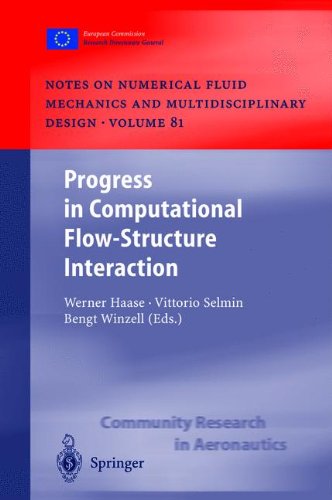 European Commission
Research Directorate General
NOTES ON NUMERICAL FLUID
MECHANICS AND MULTIDISCIPLINARY
DESIGN · VOLUME 81
Progress
in Computational
Flow-Structure
Interaction
Werner Haase · Vittorio Selmin
Bengt Winzell (Eds.)
Community Research
in Aeronautics
Springer